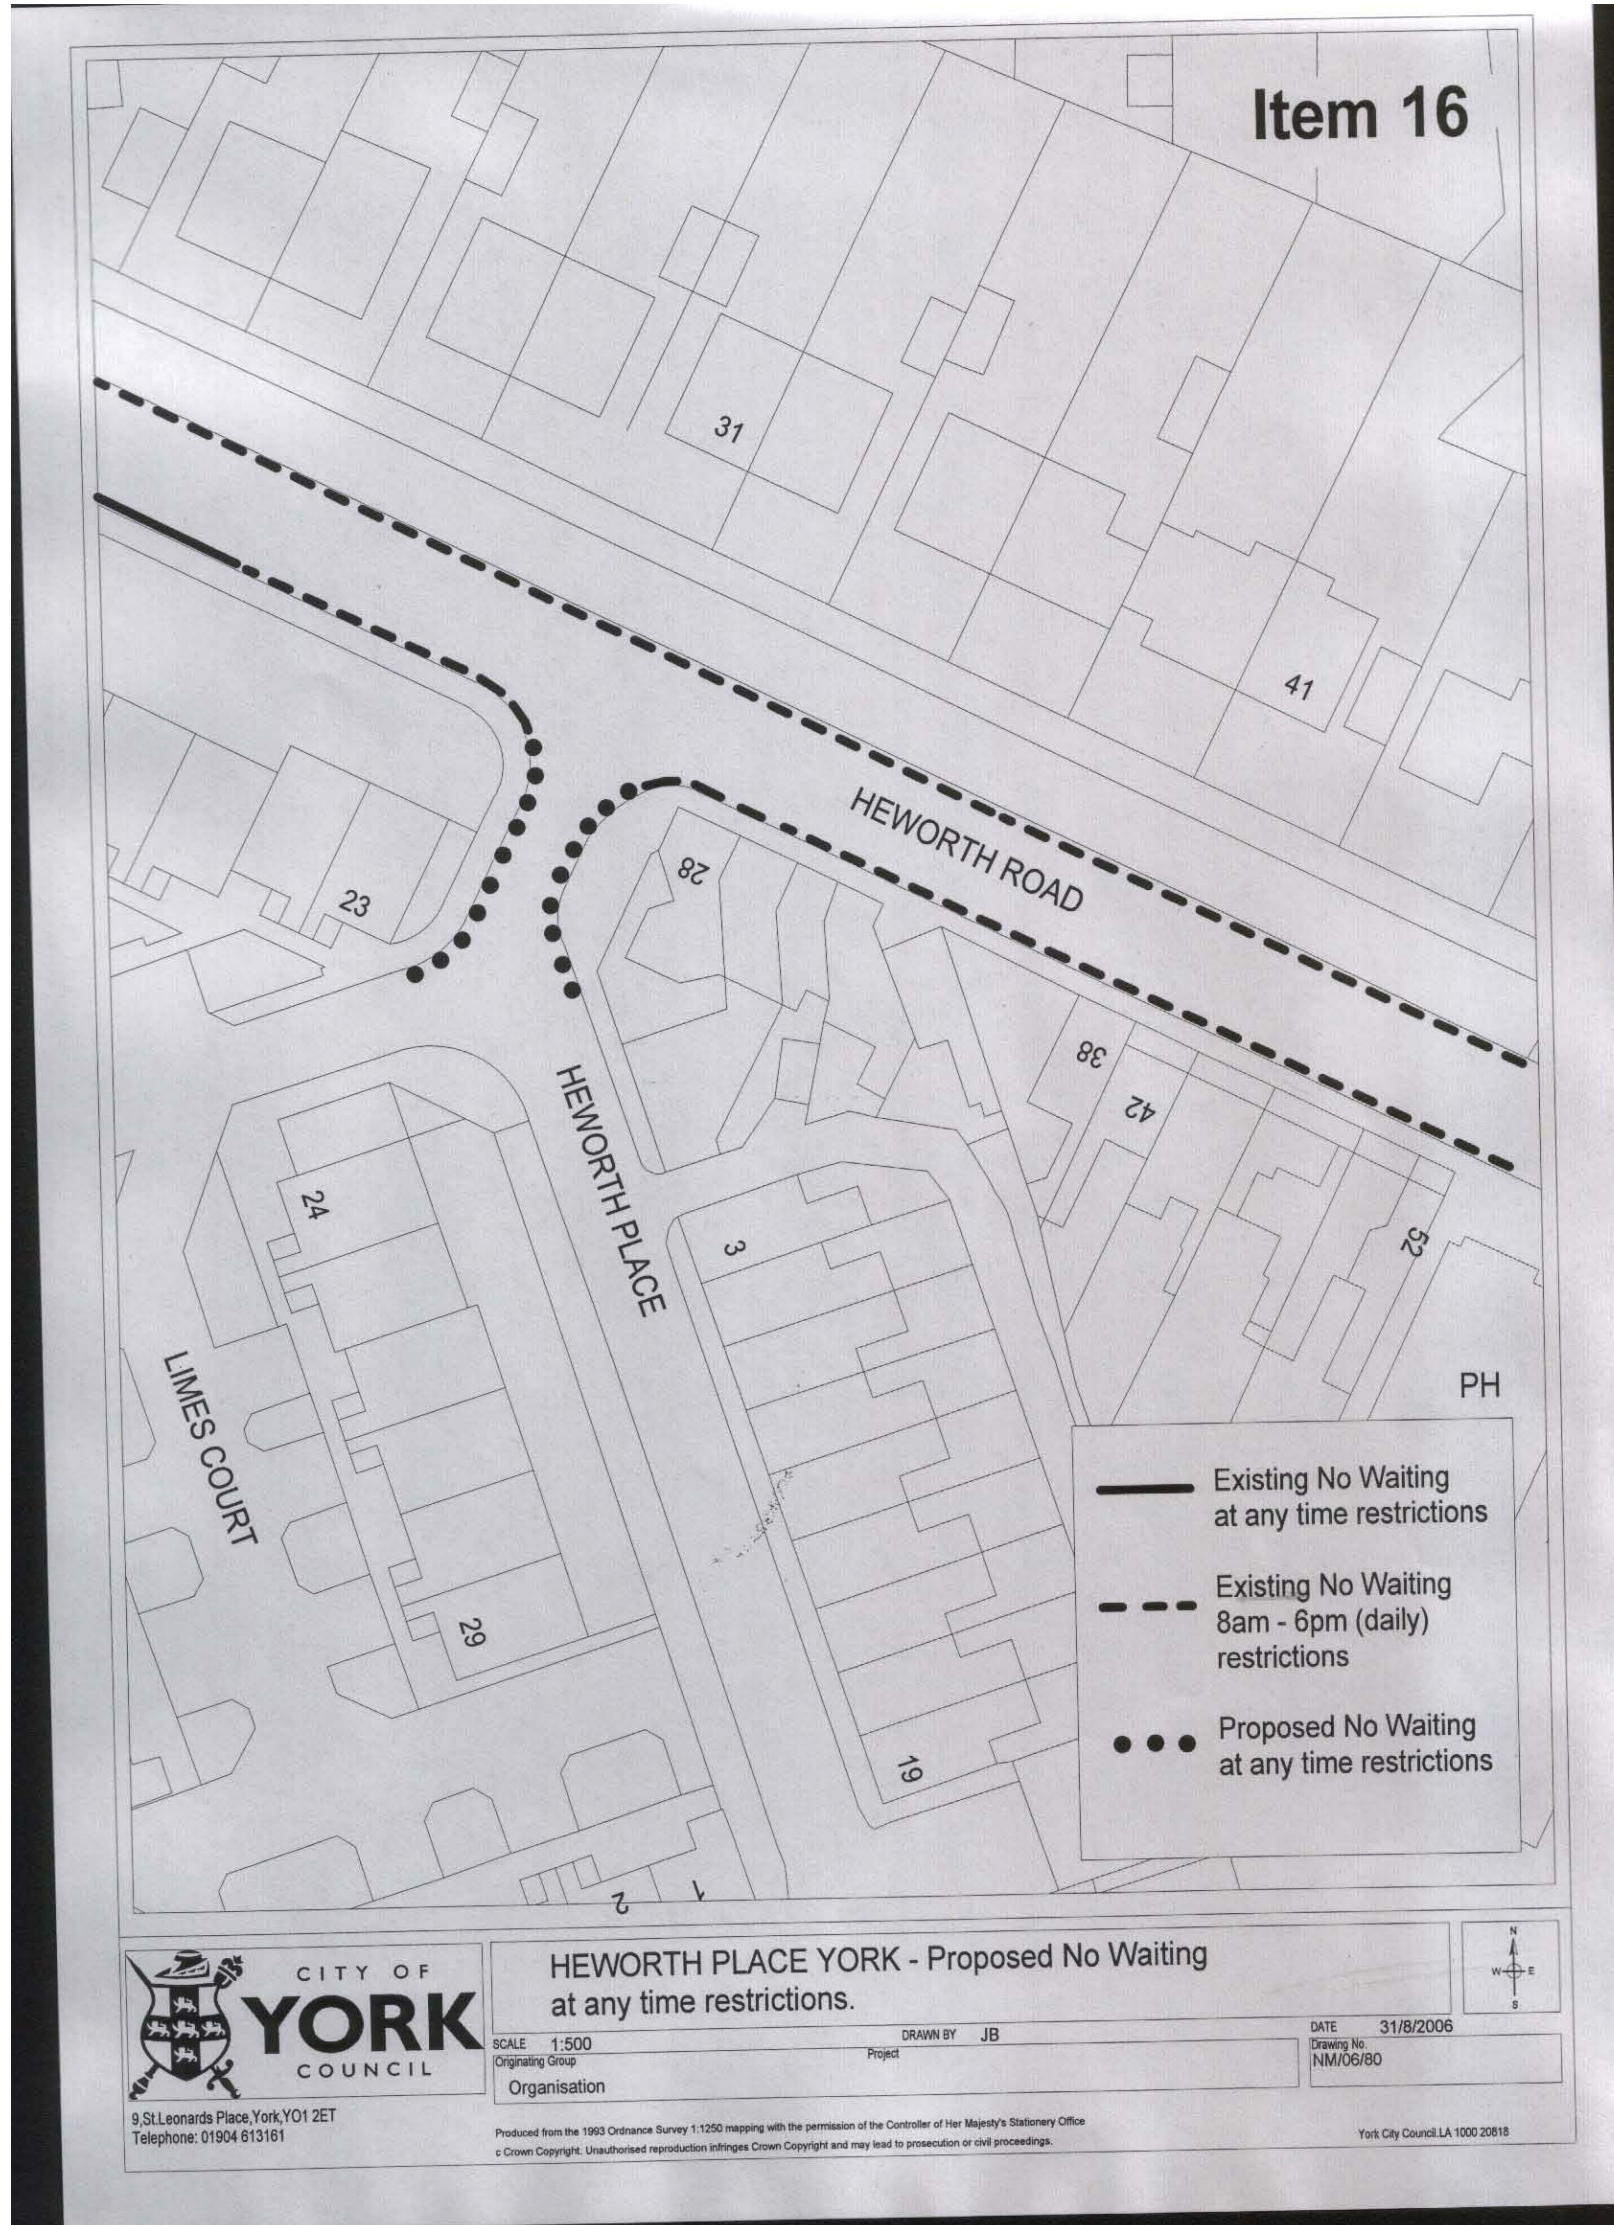 Item 16
31
41
HEWORTH ROAD
28
23
38
42
HEWORTH PLACE
24
3
52
LIMES COURT
PH
Existing No Waiting
at any time restrictions
Existing No Waiting
8am - 6pm (daily)
restrictions
Proposed No Waiting
at any time restrictions
29
19
2
1
CITY OF
YORK
COUNCIL
HEWORTH PLACE YORK - Proposed No Waiting
at any time restrictions.
N
W E
S
SCALE 1:500
DRAWN BY JB
DATE 31/8/2006
Originating Group
Project
Drawing No.
NM/06/80
Organisation
9,St.Leonards Place,York,YO1 2ET
Telephone: 01904 613161
Produced from the 1993 Ordnance Survey 1:1250 mapping with the permission of the Controller of Her Majesty's Stationery Office
c Crown Copyright. Unauthorised reproduction infringes Crown Copyright and may lead to prosecution or civil proceedings.
York City Council.LA 1000 20818